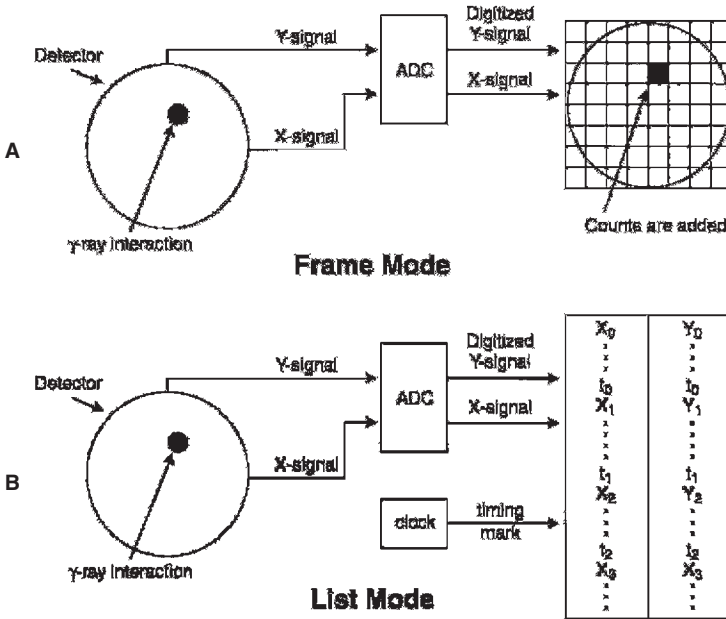 Y-signal
Digitized
Y-signal
Detector
ADC
X-signal
X-signal
A
γ-ray interaction
Counts are added
Frame Mode
Y-signal
Digitized
Y-signal
Detector
ADC
X-signal
X-signal
B
clock
timing
mark
γ-ray interaction
List Mode
X₀ Y₀
t₀ t₀
X₁ Y₁
t₁ t₁
X₂ Y₂
t₂ t₂
X₃ X₃